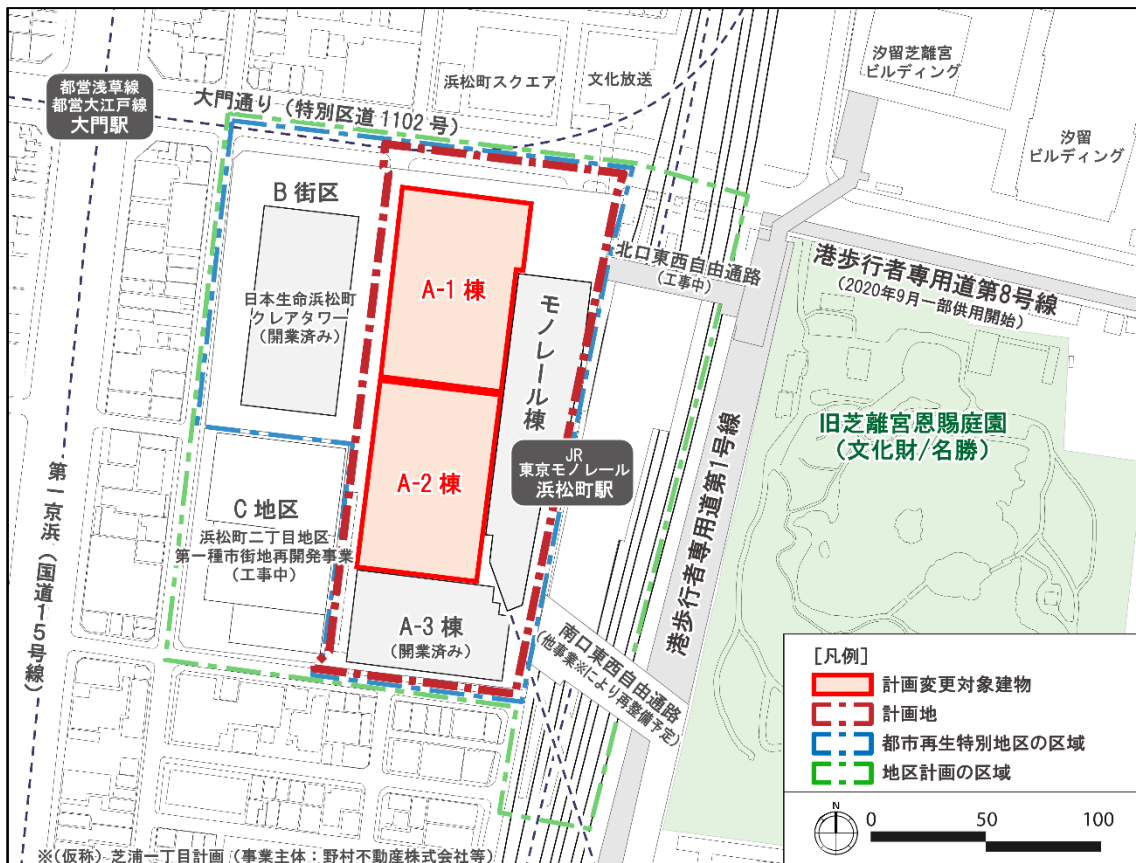 都営浅草線
都営大江戸線
大門駅
大門通り（特別区道1102号）
浜松町スクエア
文化放送
汐留芝離宮
ビルディング
汐留
ビルディング
B街区
日本生命浜松町
クレアタワー
（開業済み）
A-1棟
モノレール棟
北口東西自由通路
（工事中）
港歩行者専用道第8号線
（2020年9月一部供用開始）
旧芝離宮恩賜庭園
（文化財/名勝）
JR
東京モノレール
浜松町駅
港歩行者専用道第1号線
A-2棟
C地区
浜松町二丁目地区
第一種市街地再開発事業
（工事中）
第一京浜（国道15号線）
A-3棟
（開業済み）
南口東西自由通路
（他事業※により再整備予定）
［凡例］
計画変更対象建物
計画地
都市再生特別地区の区域
地区計画の区域
N
0 50 100
※(仮称) 芝浦一丁目計画（事業主体：野村不動産株式会社等）